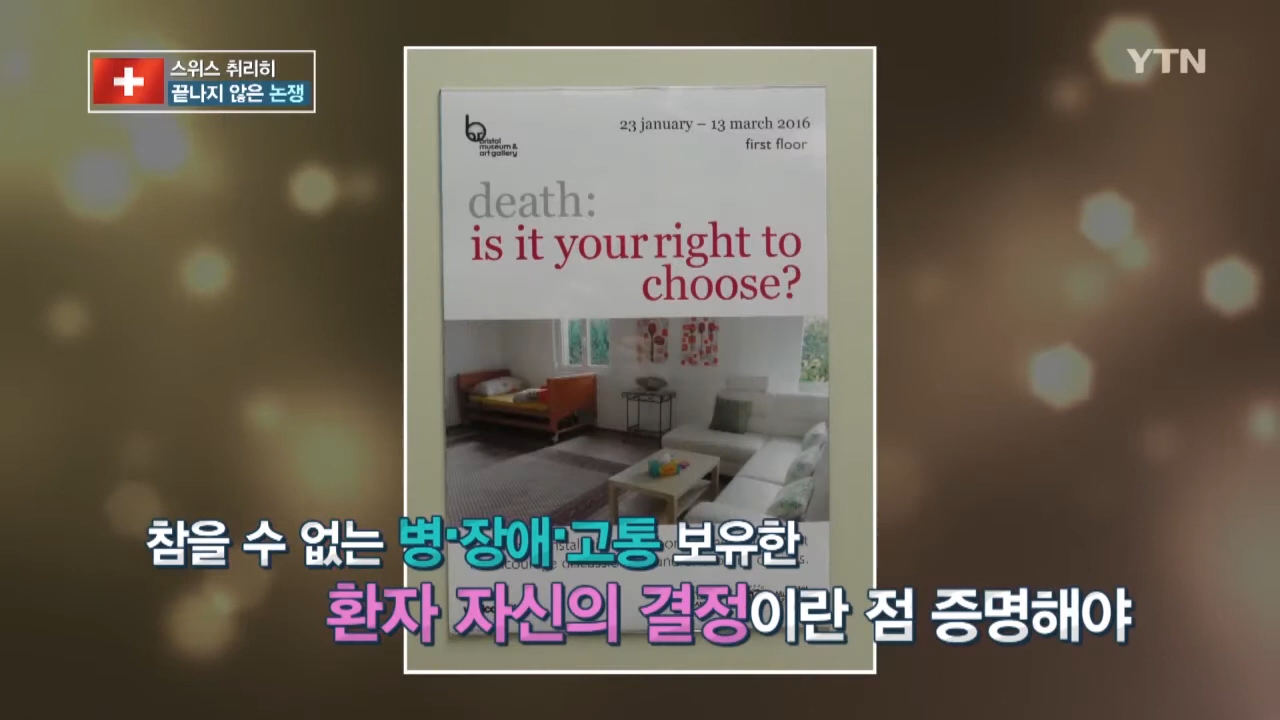 스위스 취리히
끝나지 않은 논쟁
YTN
bristol
museum &
art gallery
23 january – 13 march 2016
first floor
death:
is it your right to
choose?
참을 수 없는 병·장애·고통 보유한
환자 자신의 결정이란 점 증명해야